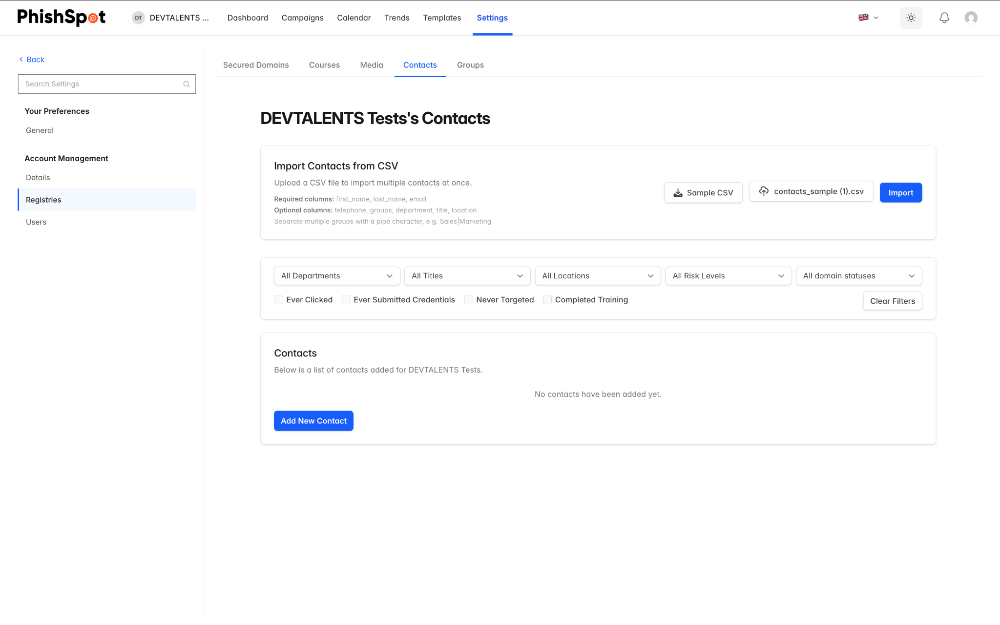 PhishSpot
DT DEVTALENTS ... Dashboard Campaigns Calendar Trends Templates Settings
Back
Search Settings
Your Preferences
General
Account Management
Details
Registries
Users
Secured Domains Courses Media Contacts Groups
DEVTALENTS Tests's Contacts
Import Contacts from CSV
Upload a CSV file to import multiple contacts at once.
Required columns: first_name, last_name, email
Optional columns: telephone, groups, department, title, location
Separate multiple groups with a pipe character, e.g. Sales|Marketing
Sample CSV contacts_sample (1).csv Import
All Departments All Titles All Locations All Risk Levels All domain statuses
Ever Clicked Ever Submitted Credentials Never Targeted Completed Training Clear Filters
Contacts
Below is a list of contacts added for DEVTALENTS Tests.
No contacts have been added yet.
Add New Contact